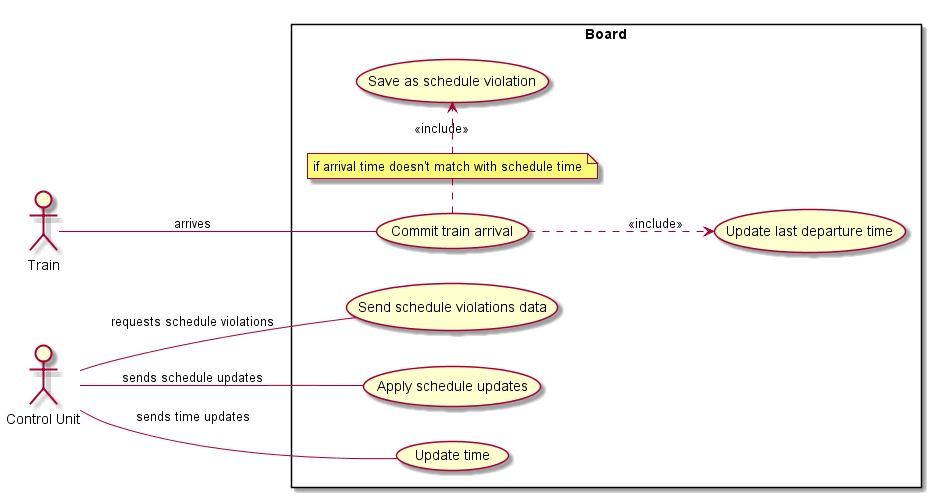 Board
Save as schedule violation
«include»
if arrival time doesn't match with schedule time
Train
arrives
Commit train arrival
«include»
Update last departure time
requests schedule violations
Send schedule violations data
Control Unit
sends schedule updates
Apply schedule updates
sends time updates
Update time